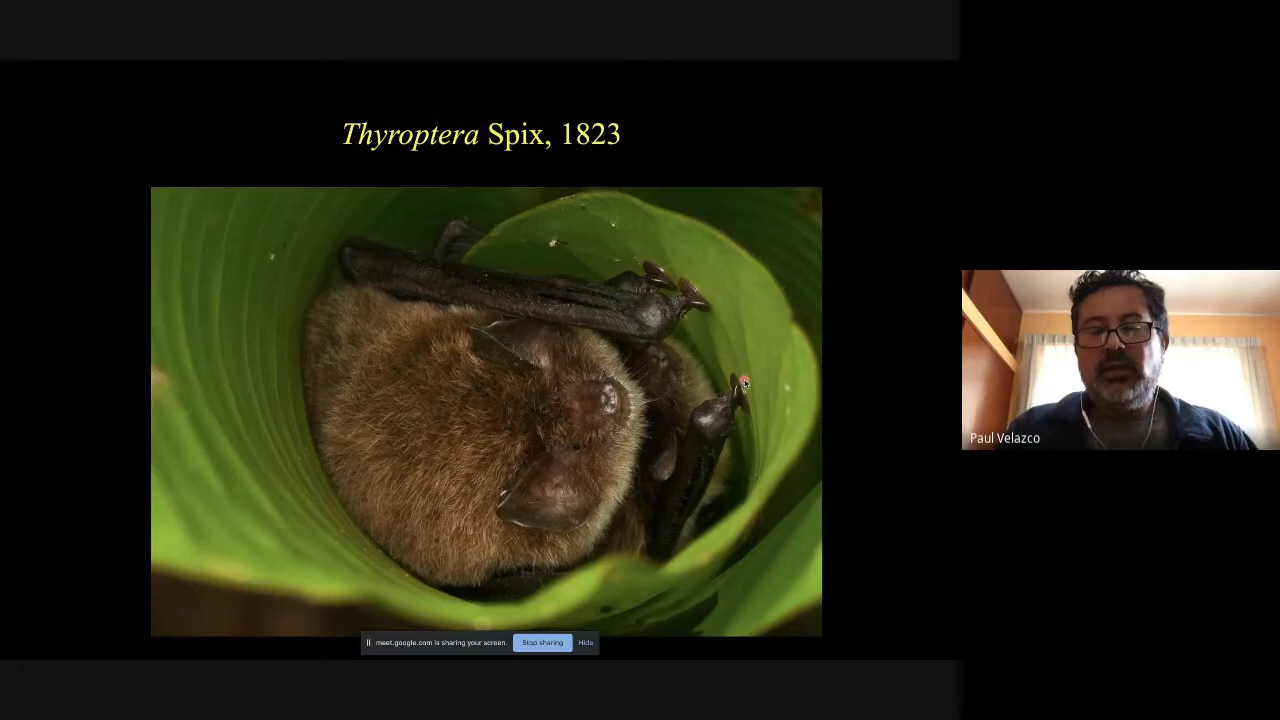 Thyroptera Spix, 1823
Paul Velazco
meet.google.com is sharing your screen. Stop sharing Hide